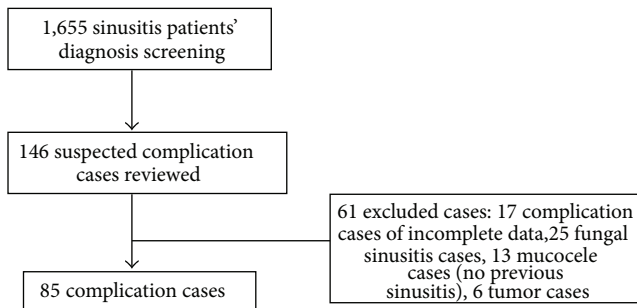 1,655 sinusitis patients'
diagnosis screening
146 suspected complication
cases reviewed
61 excluded cases: 17 complication
cases of incomplete data,25 fungal
sinusitis cases, 13 mucocele
cases (no previous
sinusitis), 6 tumor cases
85 complication cases